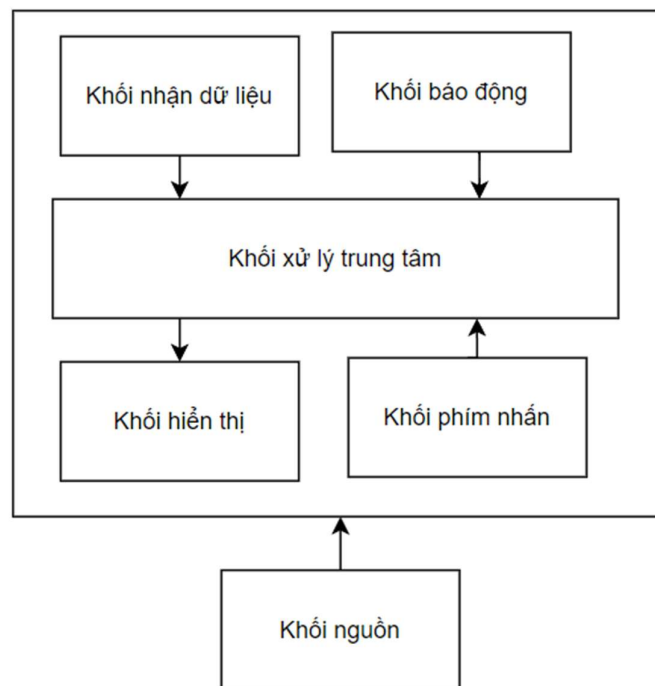 Khối nhận dữ liệu
Khối báo động
Khối xử lý trung tâm
Khối hiển thị
Khối phím nhấn
Khối nguồn